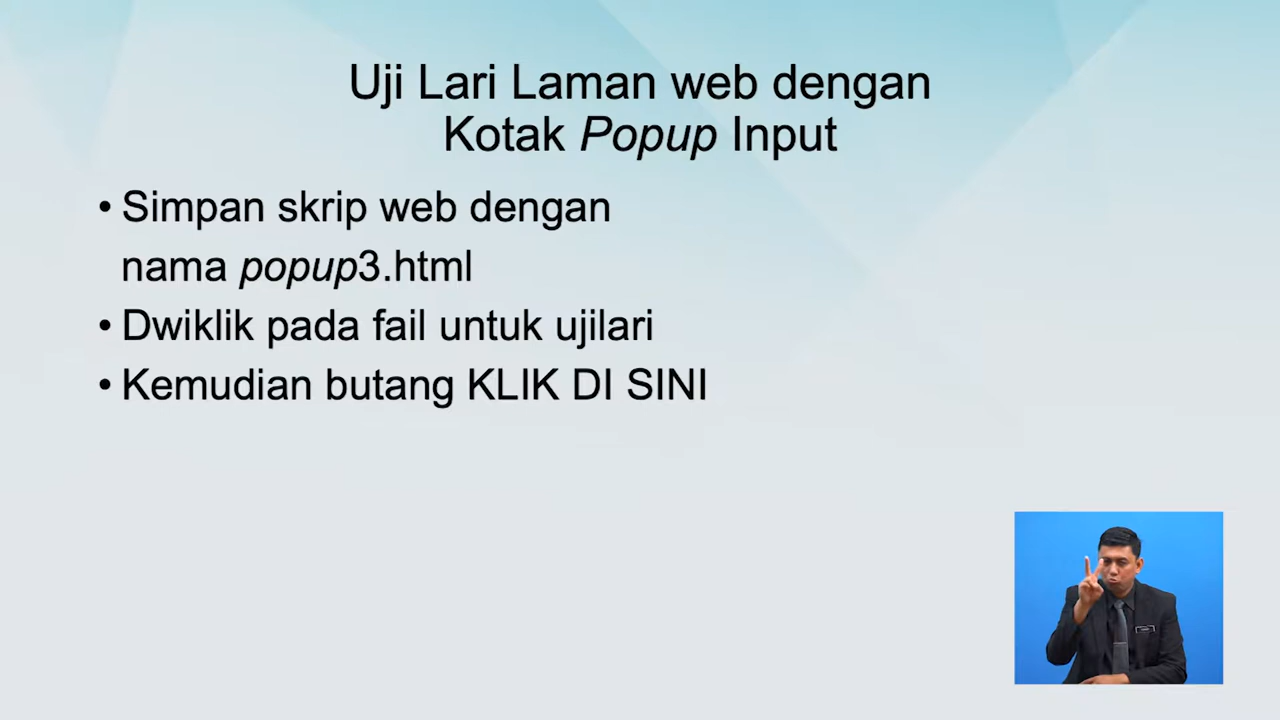 Uji Lari Laman web dengan
Kotak Popup Input
• Simpan skrip web dengan
nama popup3.html
• Dwiklik pada fail untuk ujilari
• Kemudian butang KLIK DI SINI